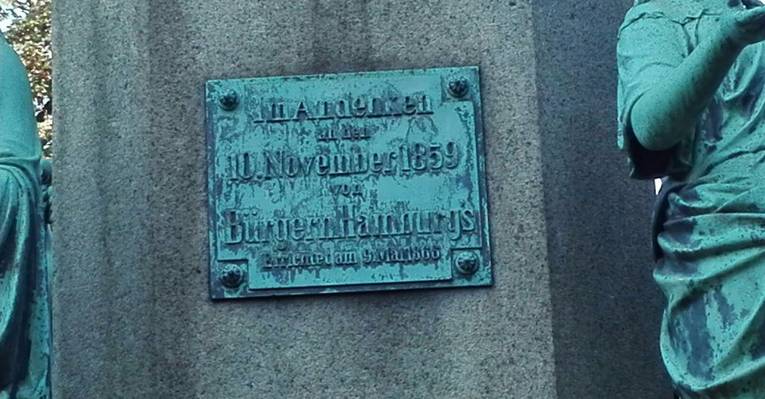 Im Andenken
an den
10. November 1859
von
Bürgern Hamburgs
Errichtet am 9. Mai 1866